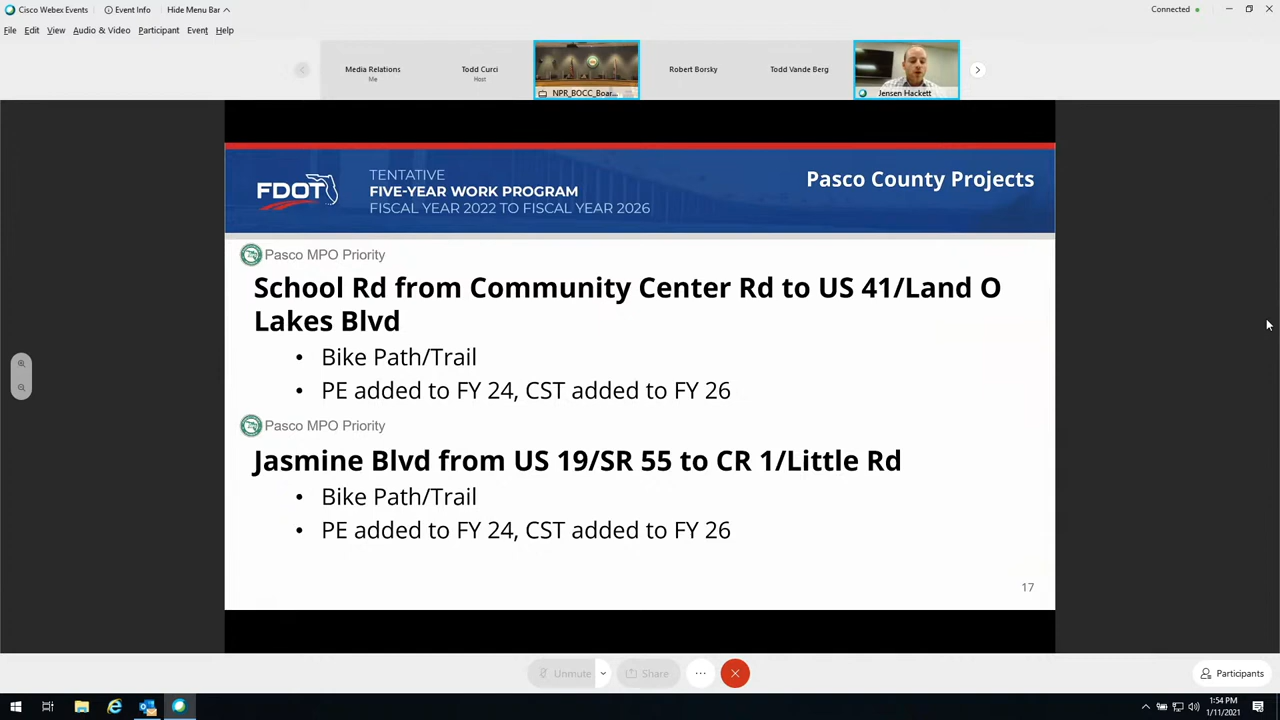 Cisco Webex Events Event Info Hide Menu Bar Connected
File Edit View Audio & Video Participant Event Help
Media Relations
Me
Todd Curci
Host
NPR_BOCC_Boar...
Robert Borsky
Todd Vande Berg
Jensen Hackett
FDOT
TENTATIVE
FIVE-YEAR WORK PROGRAM
FISCAL YEAR 2022 TO FISCAL YEAR 2026
Pasco County Projects
Pasco MPO Priority
School Rd from Community Center Rd to US 41/Land O
Lakes Blvd
• Bike Path/Trail
• PE added to FY 24, CST added to FY 26
Pasco MPO Priority
Jasmine Blvd from US 19/SR 55 to CR 1/Little Rd
• Bike Path/Trail
• PE added to FY 24, CST added to FY 26
17
Unmute Share Participants
1:54 PM
1/11/2021